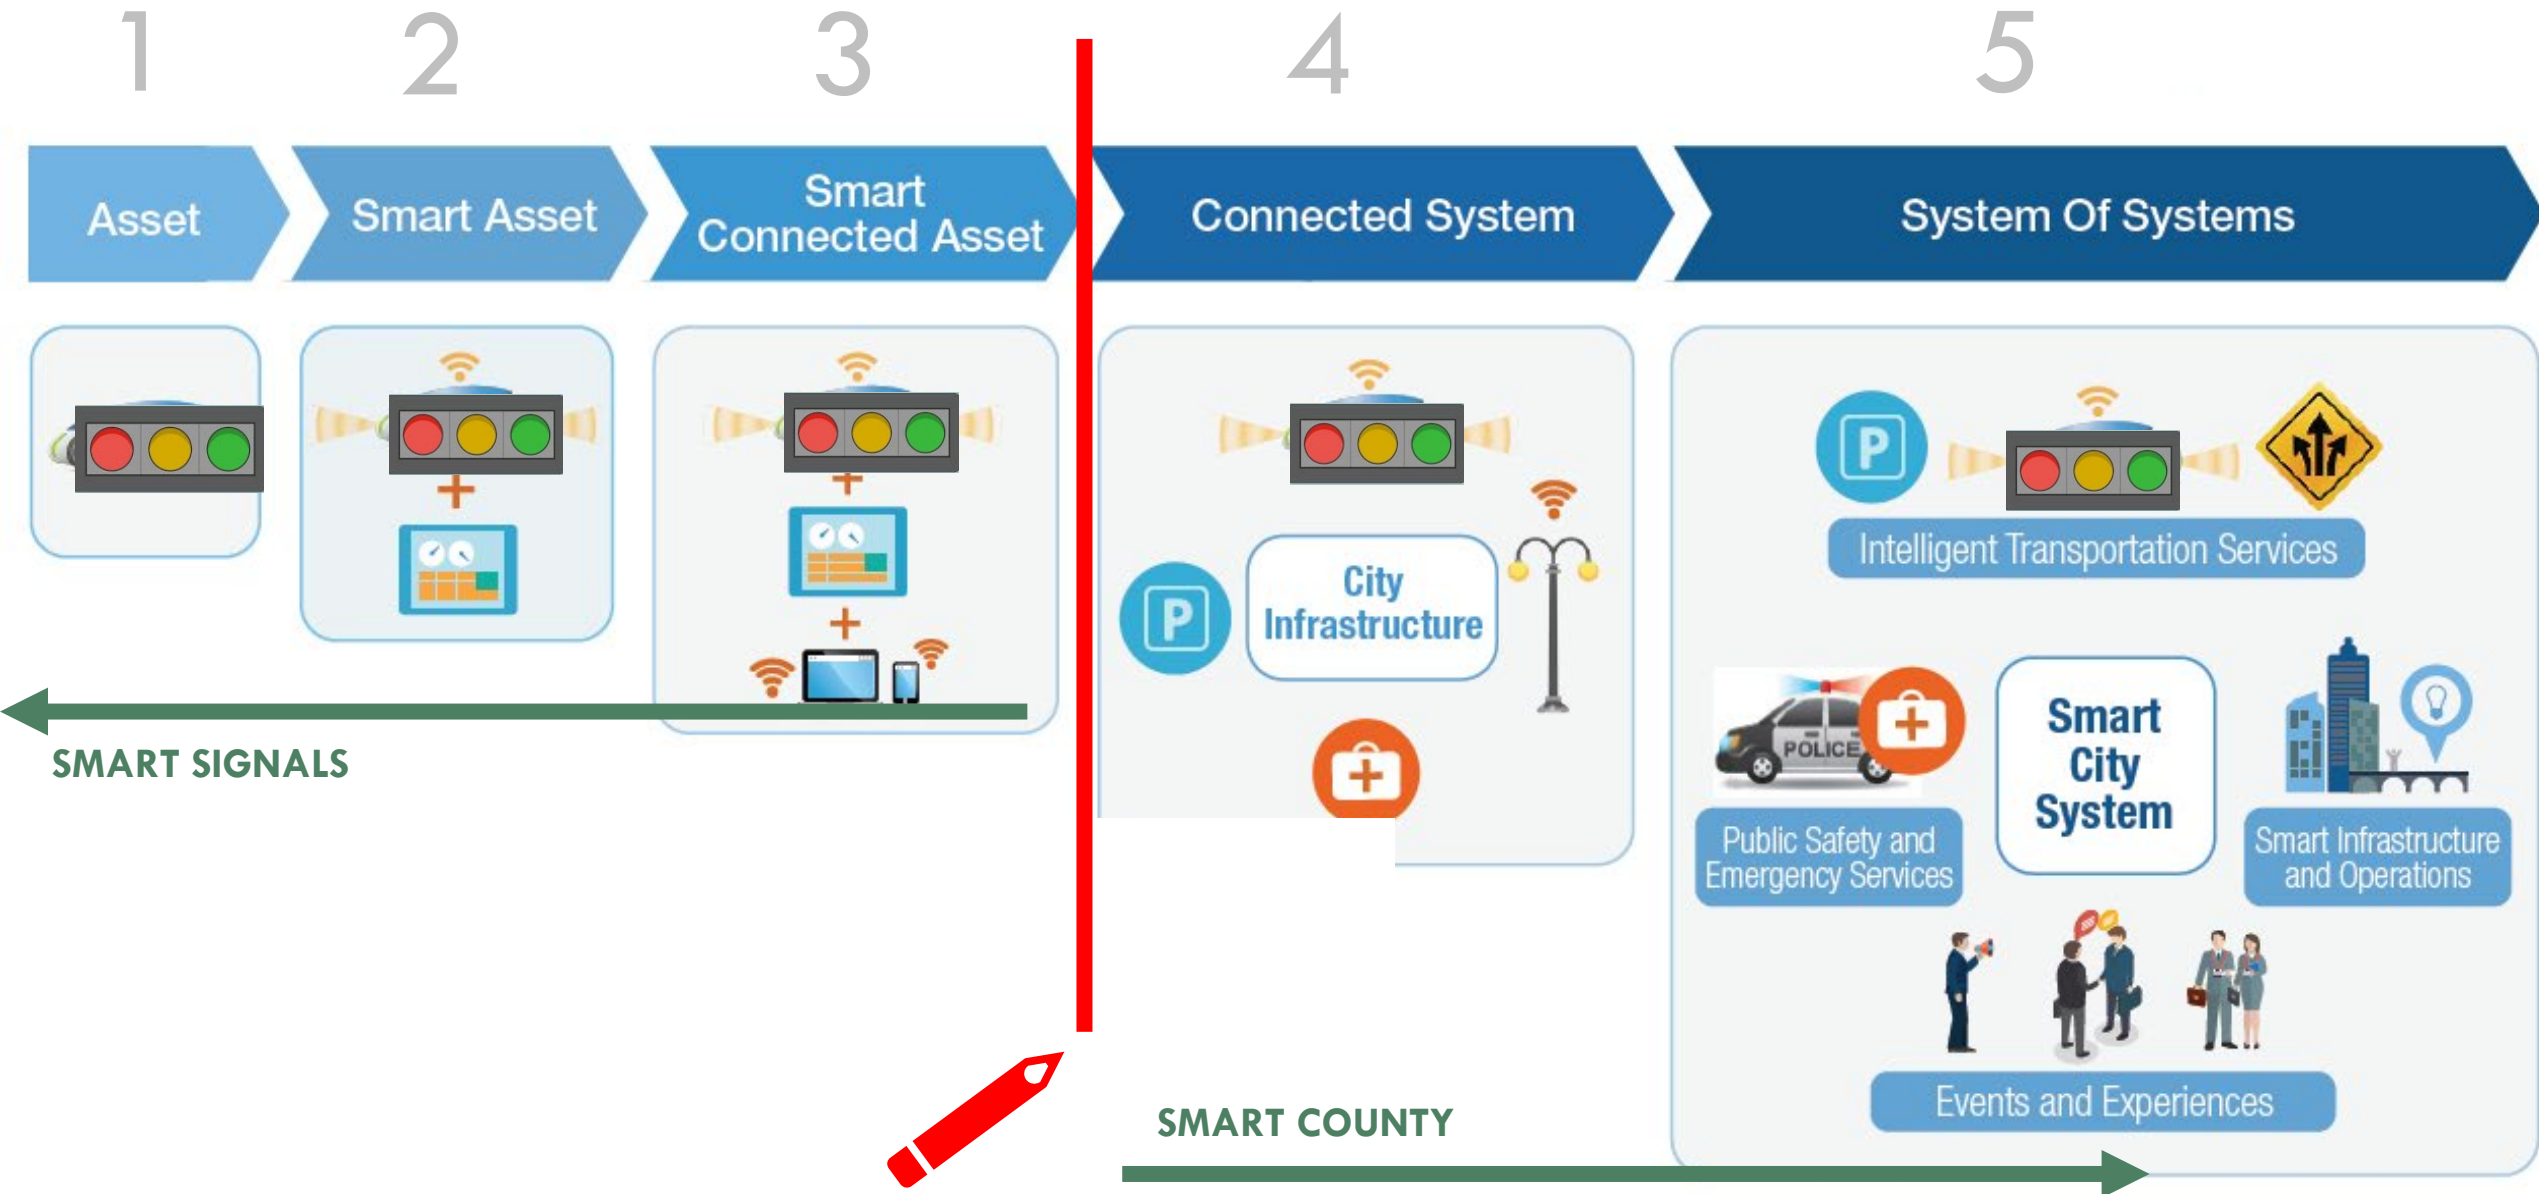 1
2
3
4
5
Asset
Smart Asset
Smart
Connected Asset
Connected System
System Of Systems
P
Intelligent Transportation Services
City
Infrastructure
P
POLICE
Smart
City
System
Public Safety and
Emergency Services
Smart Infrastructure
and Operations
SMART SIGNALS
Events and Experiences
SMART COUNTY